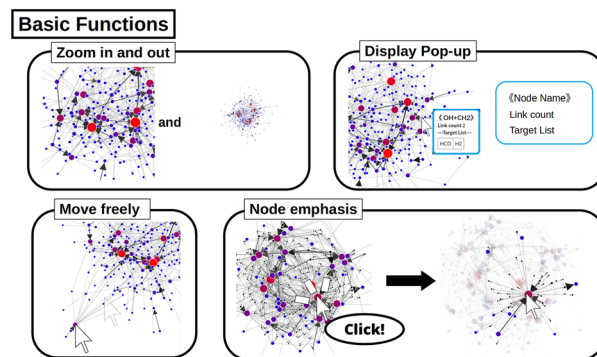 Basic Functions
Zoom in and out
and
Display Pop-up
《 OH+CH2》
Link count 2
---Target List---
HCO H2
《Node Name》
Link count
Target List
Move freely
Node emphasis
Click!